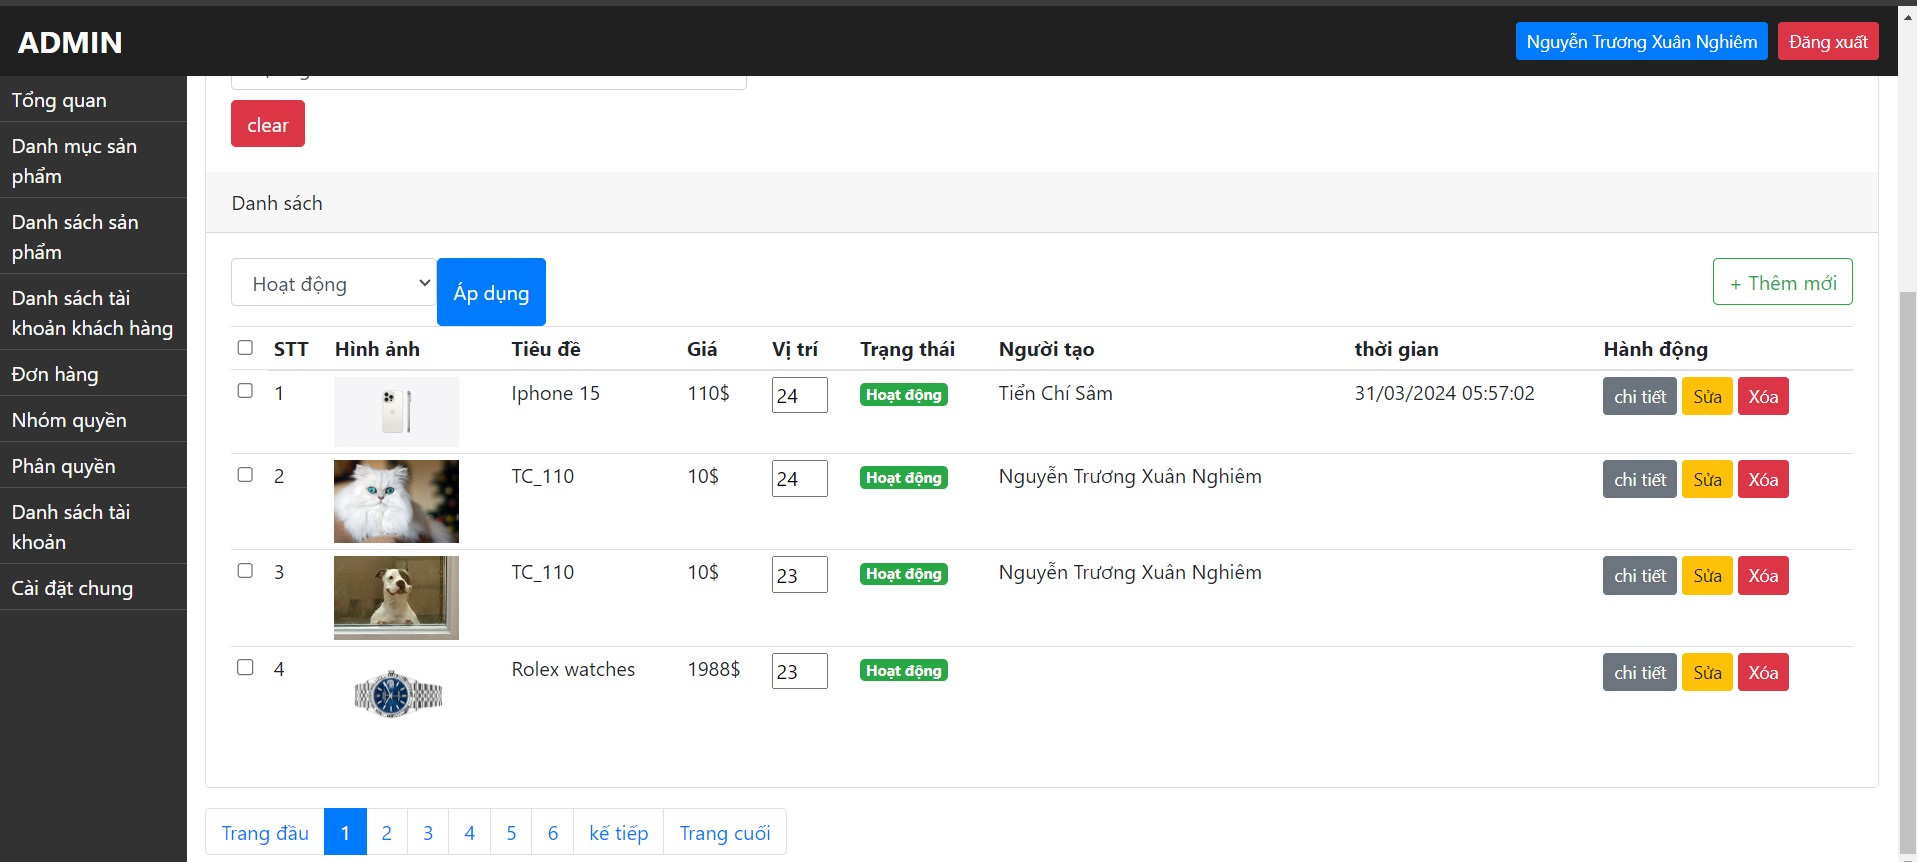 ADMIN
Nguyễn Trương Xuân Nghiêm
Đăng xuất
Tổng quan
Danh mục sản
phẩm
Danh sách sản
phẩm
Danh sách tài
khoản khách hàng
Đơn hàng
Nhóm quyền
Phân quyền
Danh sách tài
khoản
Cài đặt chung
clear
Danh sách
Hoạt động
Áp dụng
+ Thêm mới
STT Hình ảnh Tiêu đề Giá Vị trí Trạng thái Người tạo thời gian Hành động
1 Iphone 15 110$ 24 Hoạt động Tiển Chí Sâm 31/03/2024 05:57:02 chi tiết Sửa Xóa
2 TC_110 10$ 24 Hoạt động Nguyễn Trương Xuân Nghiêm chi tiết Sửa Xóa
3 TC_110 10$ 23 Hoạt động Nguyễn Trương Xuân Nghiêm chi tiết Sửa Xóa
4 Rolex watches 1988$ 23 Hoạt động chi tiết Sửa Xóa
Trang đầu 1 2 3 4 5 6 kế tiếp Trang cuối